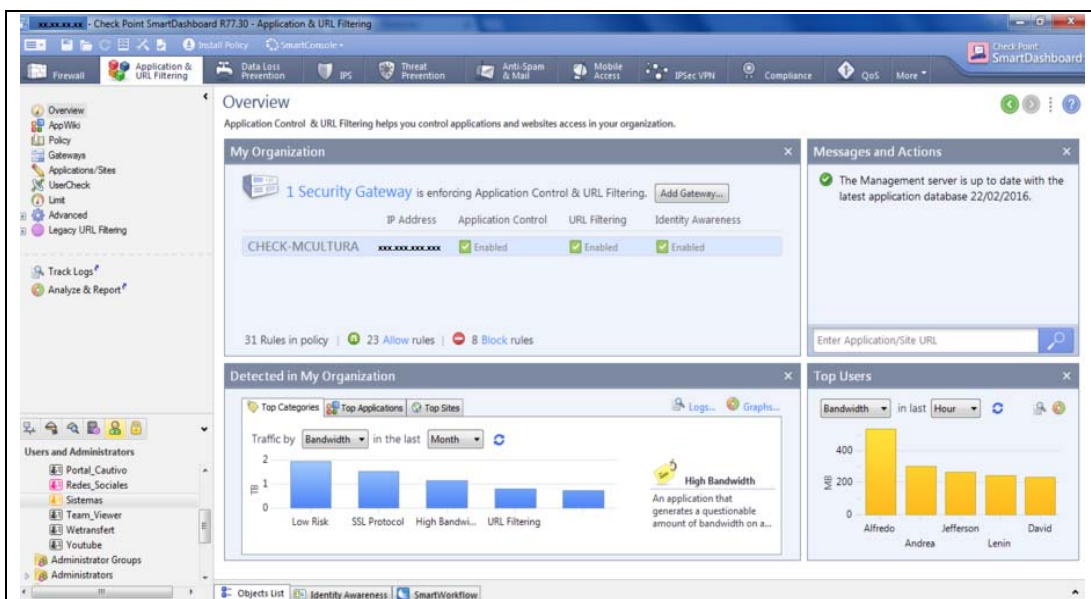 xx.xx.xx.xx - Check Point SmartDashboard R77.30 - Application & URL Filtering
Install Policy SmartConsole
Check Point
SmartDashboard
Firewall
Application &
URL Filtering
Data Loss
Prevention
IPS
Threat
Prevention
Anti-Spam
& Mail
Mobile
Access
IPSec VPN
Compliance
QoS
More
Overview
AppWiki
Policy
Gateways
Applications/Sites
UserCheck
Limit
Advanced
Legacy URL Filtering
Track Logs
Analyze & Report
Users and Administrators
Portal_Cautivo
Redes_Sociales
Sistemas
Team_Viewer
Wetransfert
Youtube
Administrator Groups
Administrators
Overview
Application Control & URL Filtering helps you control applications and websites access in your organization.
My Organization
1 Security Gateway is enforcing Application Control & URL Filtering. Add Gateway...
IP Address Application Control URL Filtering Identity Awareness
CHECK-MCULTURA xxx.xxx.xxx.xxx Enabled Enabled Enabled
31 Rules in policy | 23 Allow rules | 8 Block rules
Messages and Actions
The Management server is up to date with the
latest application database 22/02/2016.
Enter Application/Site URL
Detected in My Organization
Top Categories Top Applications Top Sites Logs... Graphs...
Traffic by Bandwidth in the last Month
TB
2
1
0
Low Risk SSL Protocol High Bandwi... URL Filtering
High Bandwidth
An application that
generates a questionable
amount of bandwidth on a...
Top Users
Bandwidth in last Hour
MB
400
200
0
Alfredo Jefferson David
Andrea Lenin
Objects List Identity Awareness SmartWorkflow